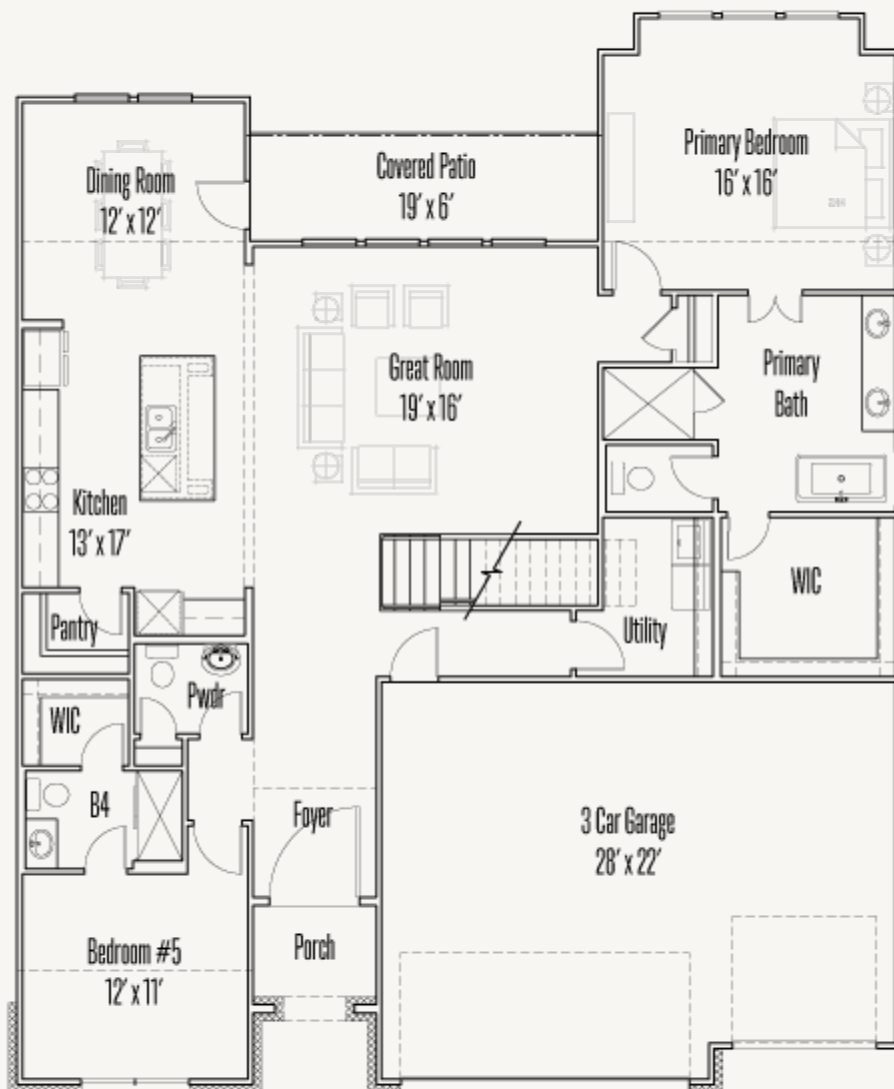 Primary Bedroom
16' x 16'
Covered Patio
19' x 6'
Dining Room
12' x 12'
Great Room
19' x 16'
Primary
Bath
Kitchen
13' x 17'
WIC
Pantry
Utility
Pwdr
WIC
B4
Foyer
3 Car Garage
28' x 22'
Porch
Bedroom #5
12' x 11'